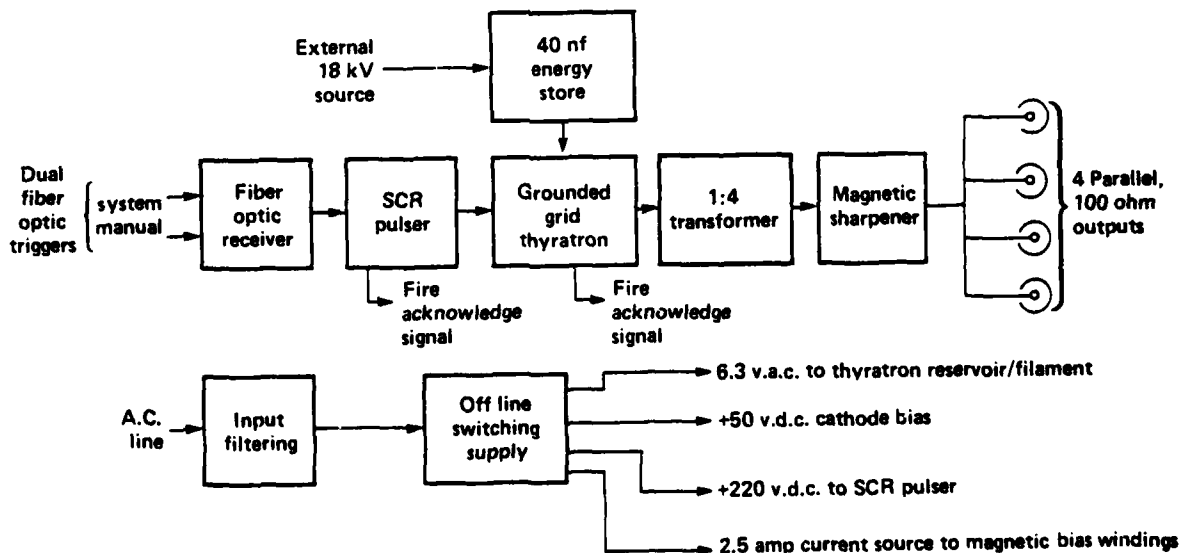 External
18 kV
source
40 nf
energy
store
Dual
fiber
optic
triggers
system
manual
Fiber
optic
receiver
SCR
pulser
Grounded
grid
thyratron
1:4
transformer
Magnetic
sharpener
4 Parallel,
100 ohm
outputs
Fire
acknowledge
signal
Fire
acknowledge
signal
A.C.
line
Input
filtering
Off line
switching
supply
6.3 v.a.c. to thyratron reservoir/filament
+50 v.d.c. cathode bias
+220 v.d.c. to SCR pulser
2.5 amp current source to magnetic bias windings